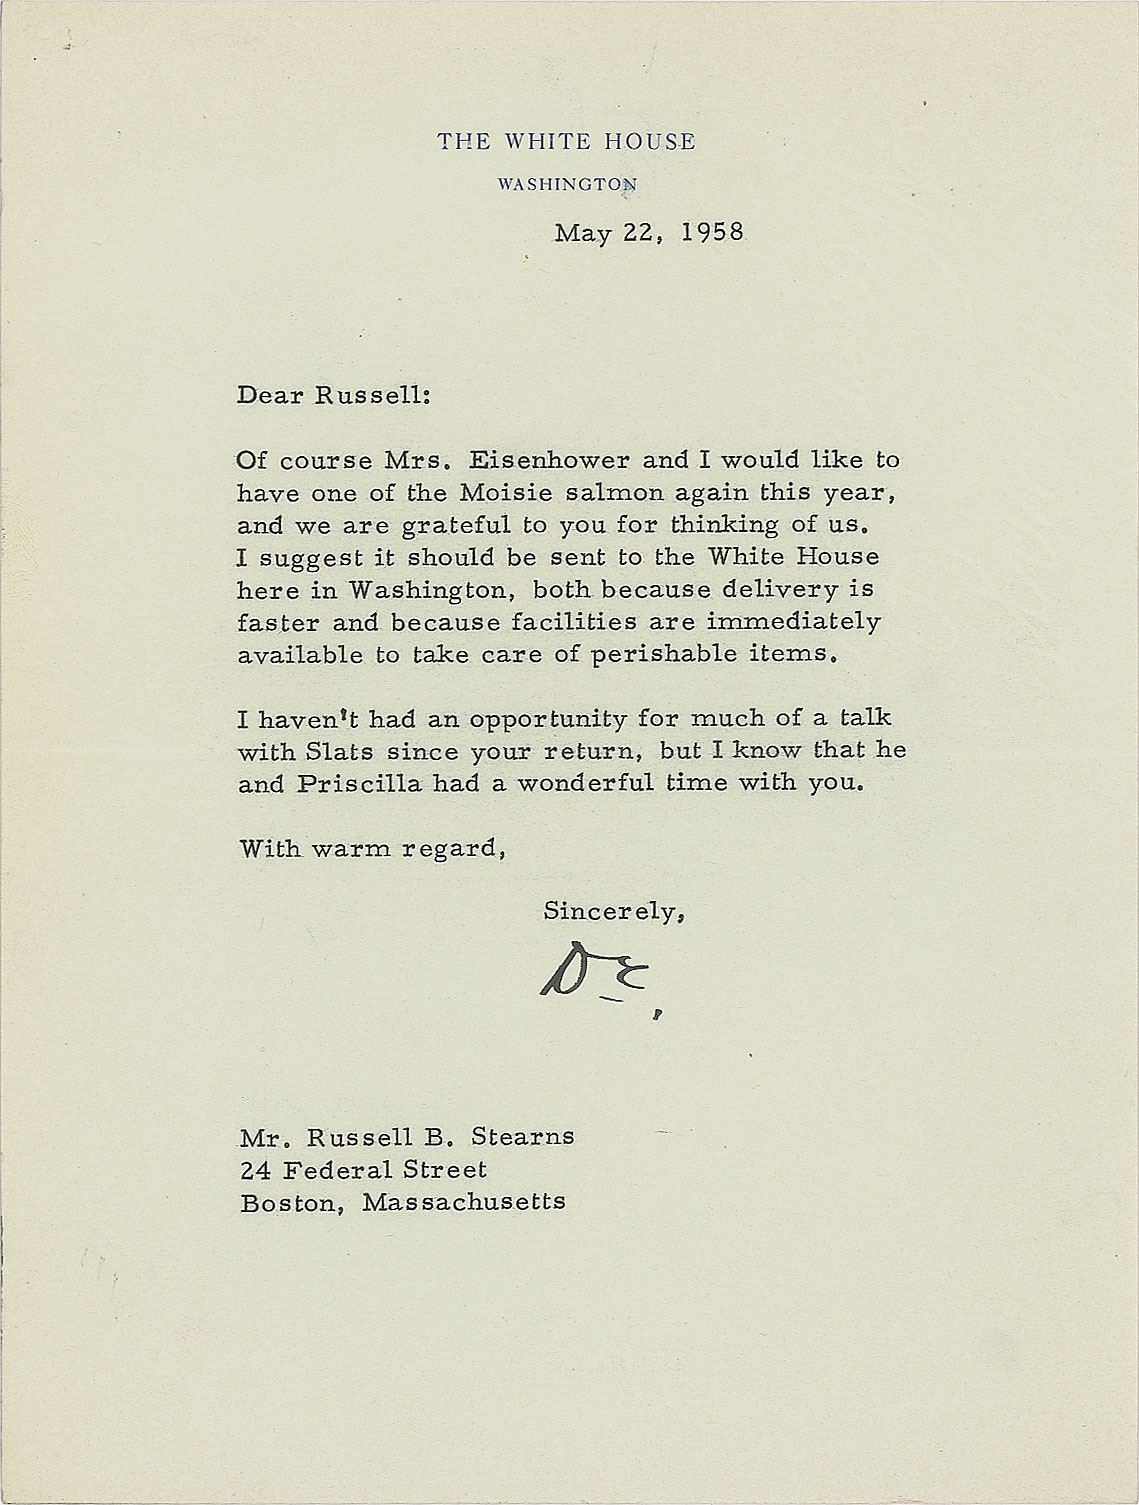 THE WHITE HOUSE
WASHINGTON
May 22, 1958
Dear Russell:
Of course Mrs. Eisenhower and I would like to
have one of the Moisie salmon again this year,
and we are grateful to you for thinking of us.
I suggest it should be sent to the White House
here in Washington, both because delivery is
faster and because facilities are immediately
available to take care of perishable items.
I haven't had an opportunity for much of a talk
with Slats since your return, but I know that he
and Priscilla had a wonderful time with you.
With warm regard,
Sincerely,
DE
Mr. Russell B. Stearns
24 Federal Street
Boston, Massachusetts